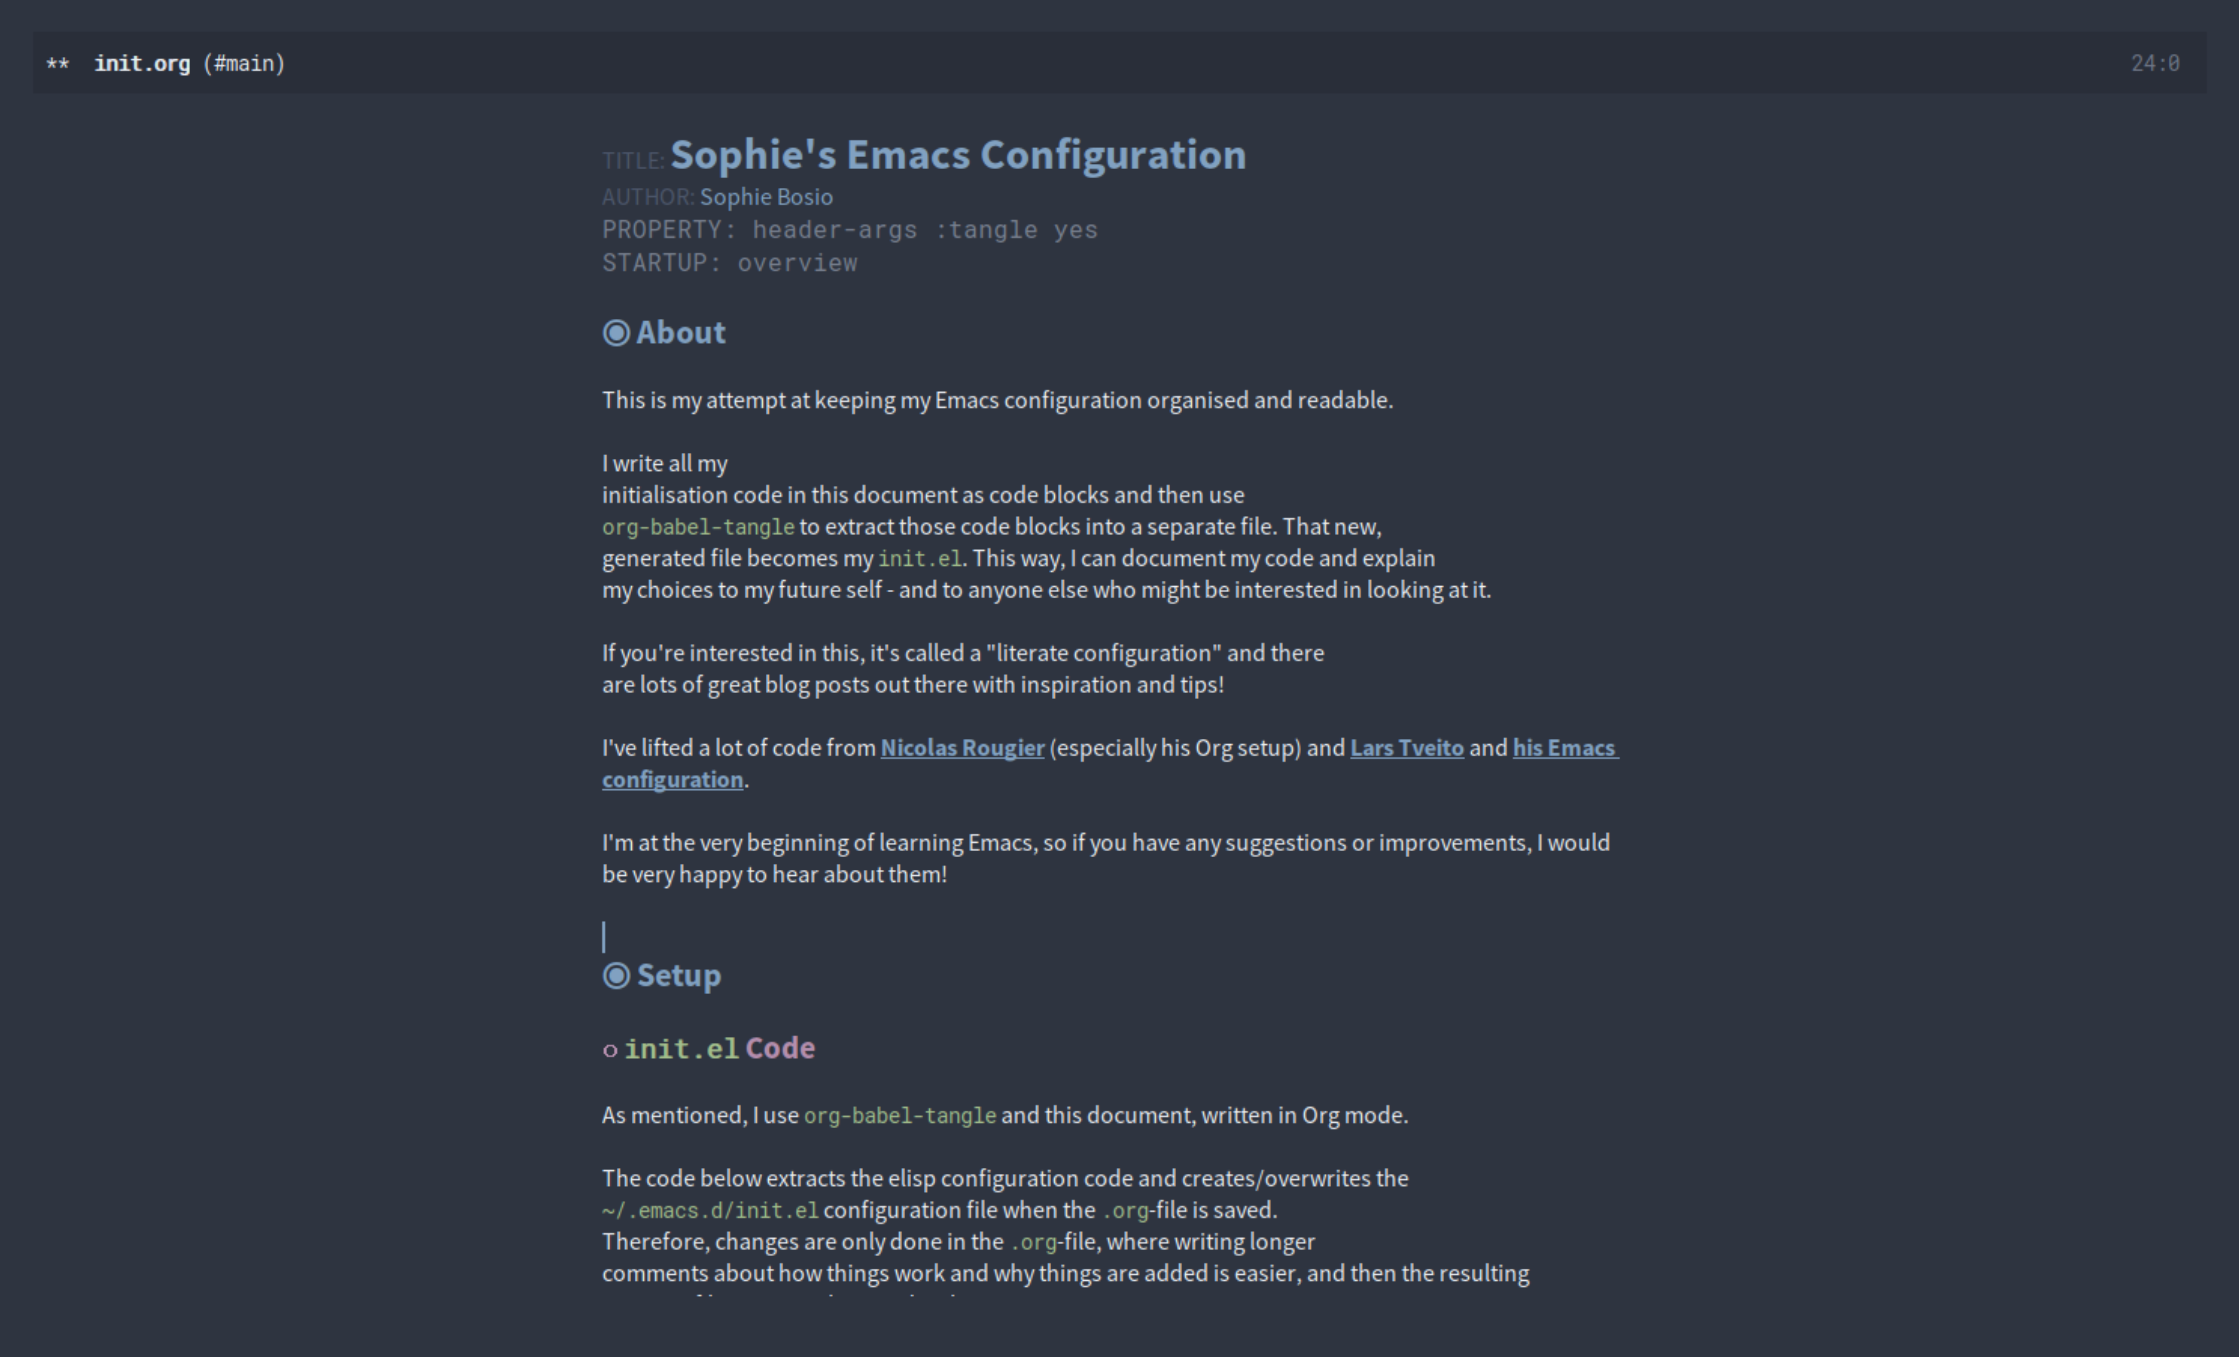 ** init.org (#main) 24:0
TITLE: Sophie's Emacs Configuration
AUTHOR: Sophie Bosio
PROPERTY: header-args :tangle yes
STARTUP: overview
◉ About
This is my attempt at keeping my Emacs configuration organised and readable.
I write all my
initialisation code in this document as code blocks and then use
org-babel-tangle to extract those code blocks into a separate file. That new,
generated file becomes my init.el. This way, I can document my code and explain
my choices to my future self - and to anyone else who might be interested in looking at it.
If you're interested in this, it's called a "literate configuration" and there
are lots of great blog posts out there with inspiration and tips!
I've lifted a lot of code from Nicolas Rougier (especially his Org setup) and Lars Tveito and his Emacs
configuration.
I'm at the very beginning of learning Emacs, so if you have any suggestions or improvements, I would
be very happy to hear about them!
◉ Setup
○ init.el Code
As mentioned, I use org-babel-tangle and this document, written in Org mode.
The code below extracts the elisp configuration code and creates/overwrites the
~/.emacs.d/init.el configuration file when the .org-file is saved.
Therefore, changes are only done in the .org-file, where writing longer
comments about how things work and why things are added is easier, and then the resulting